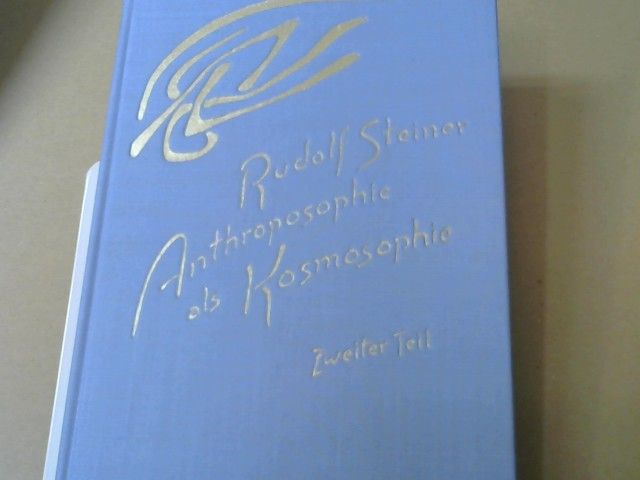 Rudolf Steiner
Anthroposophie
als Kosmosophie
Zweiter Teil